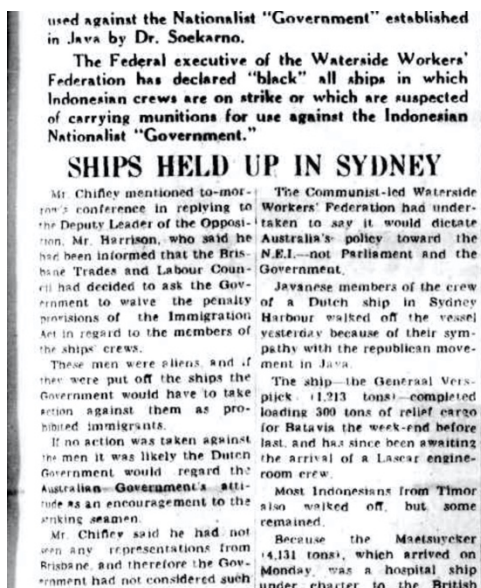 used against the Nationalist "Government" established
in Java by Dr. Soekarno.
The Federal executive of the Waterside Workers'
Federation has declared "black" all ships in which
Indonesian crews are on strike or which are suspected
of carrying munitions for use against the Indonesian
Nationalist "Government."
SHIPS HELD UP IN SYDNEY
Mr. Chifley mentioned to-mor-
row's conference in replying to
the Deputy Leader of the Opposi-
tion, Mr. Harrison, who said he
had been informed that the Bris-
bane Trades and Labour Coun-
cil had decided to ask the Gov-
ernment to waive the penalty
provisions of the Immigration
Act in regard to the members of
the ships' crews.
These men were aliens, and if
they were put off the ships the
Government would have to take
action against them as pro-
hibited immigrants.
If no action was taken against
the men it was likely the Dutch
Government would regard the
Australian Government's atti-
tude as an encouragement to the
striking seamen.
Mr. Chifley said he had not
seen any representations from
Brisbane, and therefore the Gov-
ernment had not considered such
The Communist-led Waterside
Workers' Federation had under-
taken to say it would dictate
Australia's policy toward the
N.E.I.—not Parliament and the
Government.
Javanese members of the crew
of a Dutch ship in Sydney
Harbour walked off the vessel
yesterday because of their sym-
pathy with the republican move-
ment in Java.
The ship—the Generaal Vers-
pijck (1,213 tons)—completed
loading 300 tons of relief cargo
for Batavia the week-end before
last, and has since been awaiting
the arrival of a Lascar engine-
room crew.
Most Indonesians from Timor
also walked off, but some
remained.
Because the Maetsuycker
(4,131 tons), which arrived on
Monday, was a hospital ship
under charter to the British